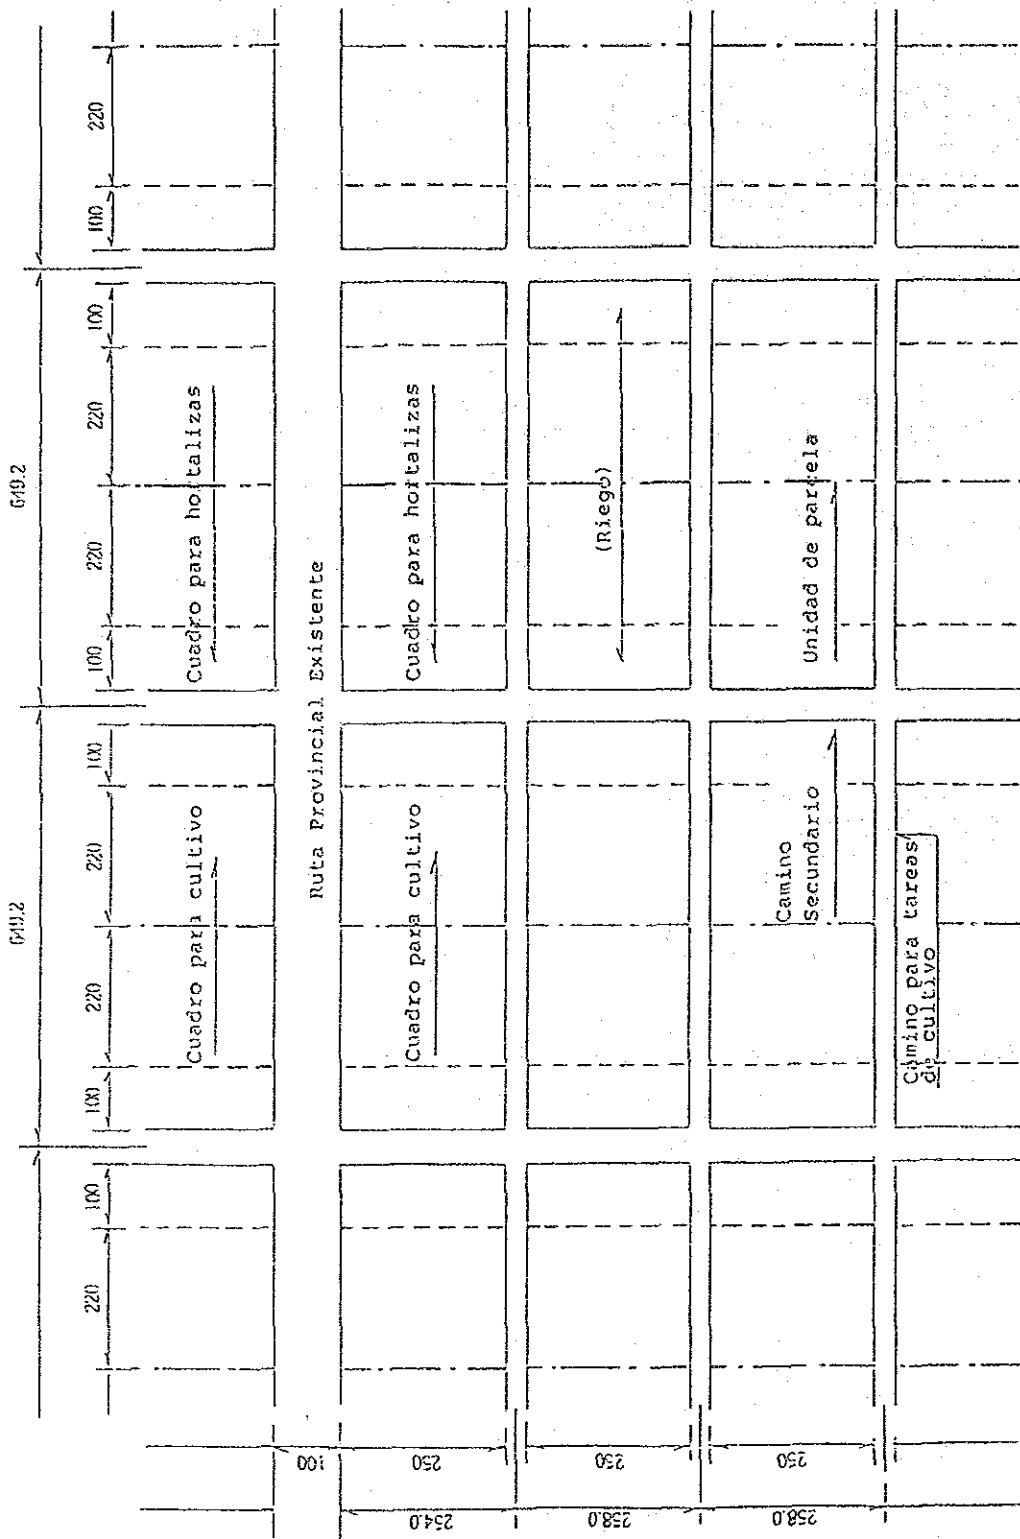 649.2
649.2
220
100
220
220
100
100
220
220
100
100
220
Cuadro para cultivo
Cuadro para hortalizas
Ruta Provincial Existente
Cuadro para cultivo
Cuadro para hortalizas
(Riego)
Camino
Secundario
Unidad de parcela
Camino para tareas
de cultivo
100
250
250
250
254.0
258.0
258.0